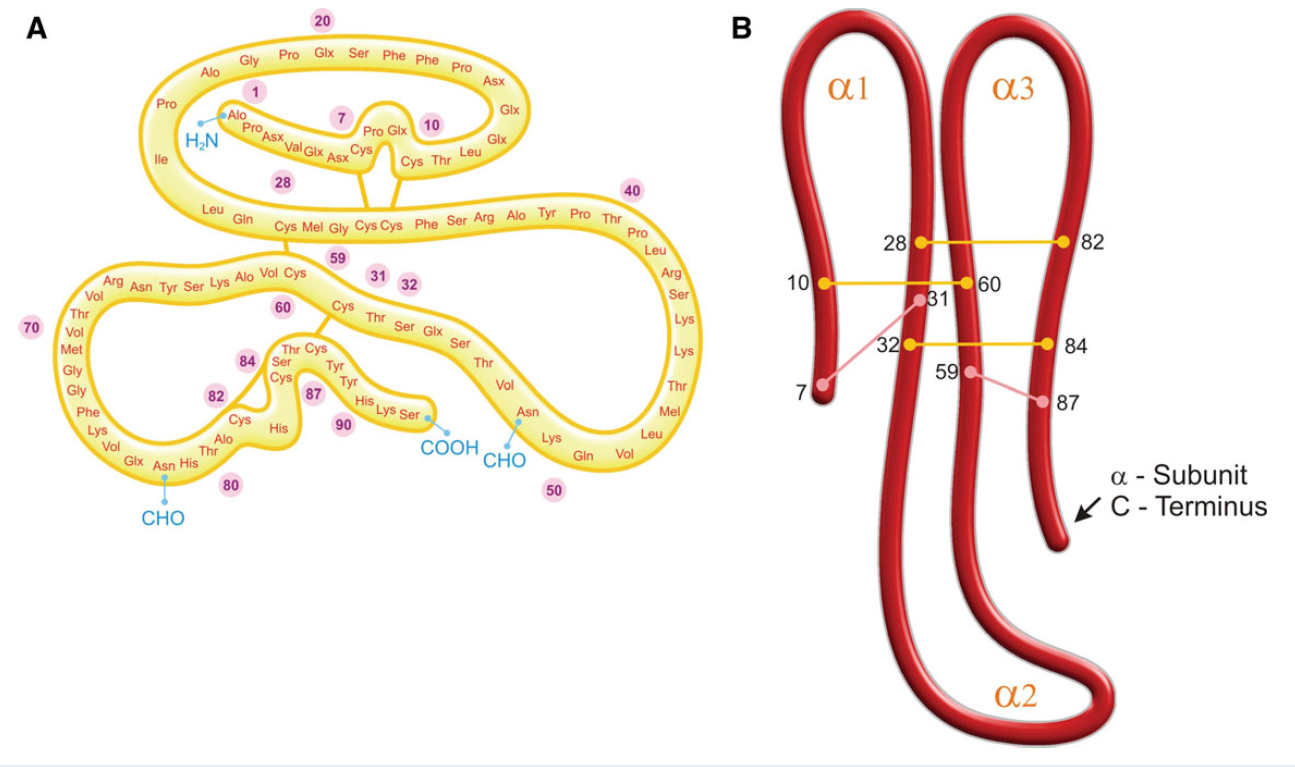 A
20
Alo Gly Pro Glx Ser Phe Phe Pro Asx Glx Glx Leu Thr Cys
1
7
10
Alo Pro Asx Val Glx Asx Cys Pro Glx
H₂N
Pro Ile
28
40
Leu Gln Cys Mel Gly Cys Cys Phe Ser Arg Alo Tyr Pro Thr Pro Leu Arg Ser Lys Lys Thr Mel Leu Vol Gln Lys Asn Vol Thr Ser Glx Ser Thr Cys
59
31
32
60
Cys Vol Alo Lys Ser Tyr Asn Arg Vol Thr Vol Met Gly Gly Phe Lys Vol Glx Asn His Thr Alo Cys His Cys Ser Thr Cys Tyr Tyr His Lys Ser
70
84
82
87
90
COOH
CHO
80
50
CHO
B
α1
α3
28
82
10
60
31
32
84
59
7
87
α - Subunit
C - Terminus
α2